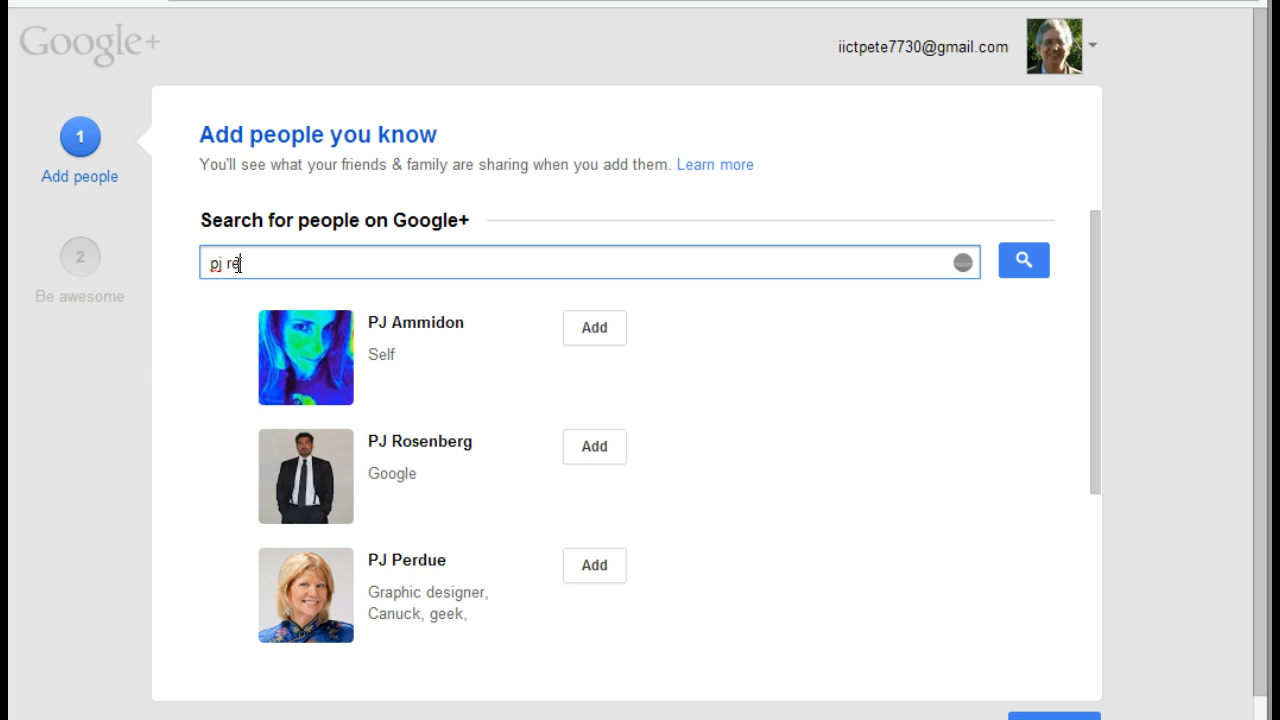 Google+
iictpete7730@gmail.com
1
Add people
2
Be awesome
Add people you know
You'll see what your friends & family are sharing when you add them. Learn more
Search for people on Google+
pj re
PJ Ammidon
Add
Self
PJ Rosenberg
Add
Google
PJ Perdue
Add
Graphic designer,
Canuck, geek,